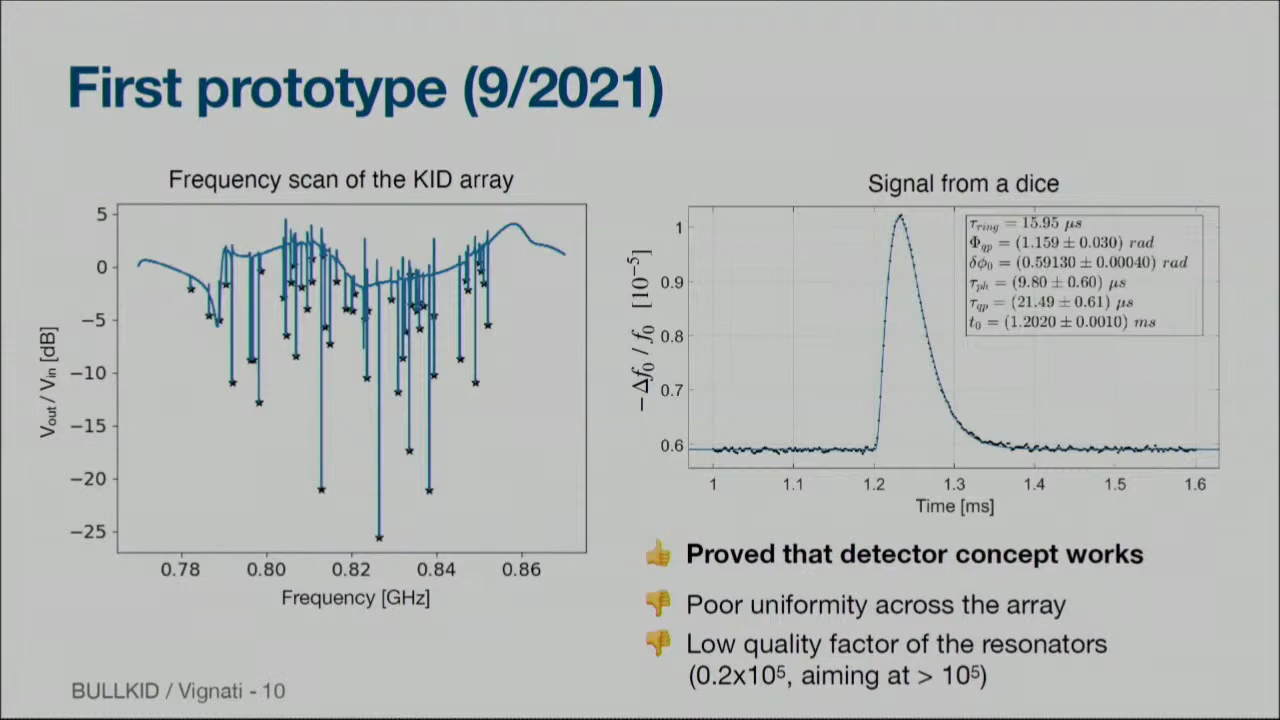 First prototype (9/2021)
Frequency scan of the KID array
5
0
−5
−10
−15
−20
−25
V_out / V_in [dB]
0.78 0.80 0.82 0.84 0.86
Frequency [GHz]
Signal from a dice
1
0.9
0.8
0.7
0.6
−Δf₀ / f₀ [10⁻⁵]
τ_ring = 15.95 μs
Φ_qp = (1.159 ± 0.030) rad
δϕ₀ = (0.59130 ± 0.00040) rad
τ_ph = (9.80 ± 0.60) μs
τ_qp = (21.49 ± 0.61) μs
t₀ = (1.2020 ± 0.0010) ms
1 1.1 1.2 1.3 1.4 1.5 1.6
Time [ms]
👍 Proved that detector concept works
👎 Poor uniformity across the array
👎 Low quality factor of the resonators
(0.2x10⁵, aiming at > 10⁵)
BULLKID / Vignati - 10